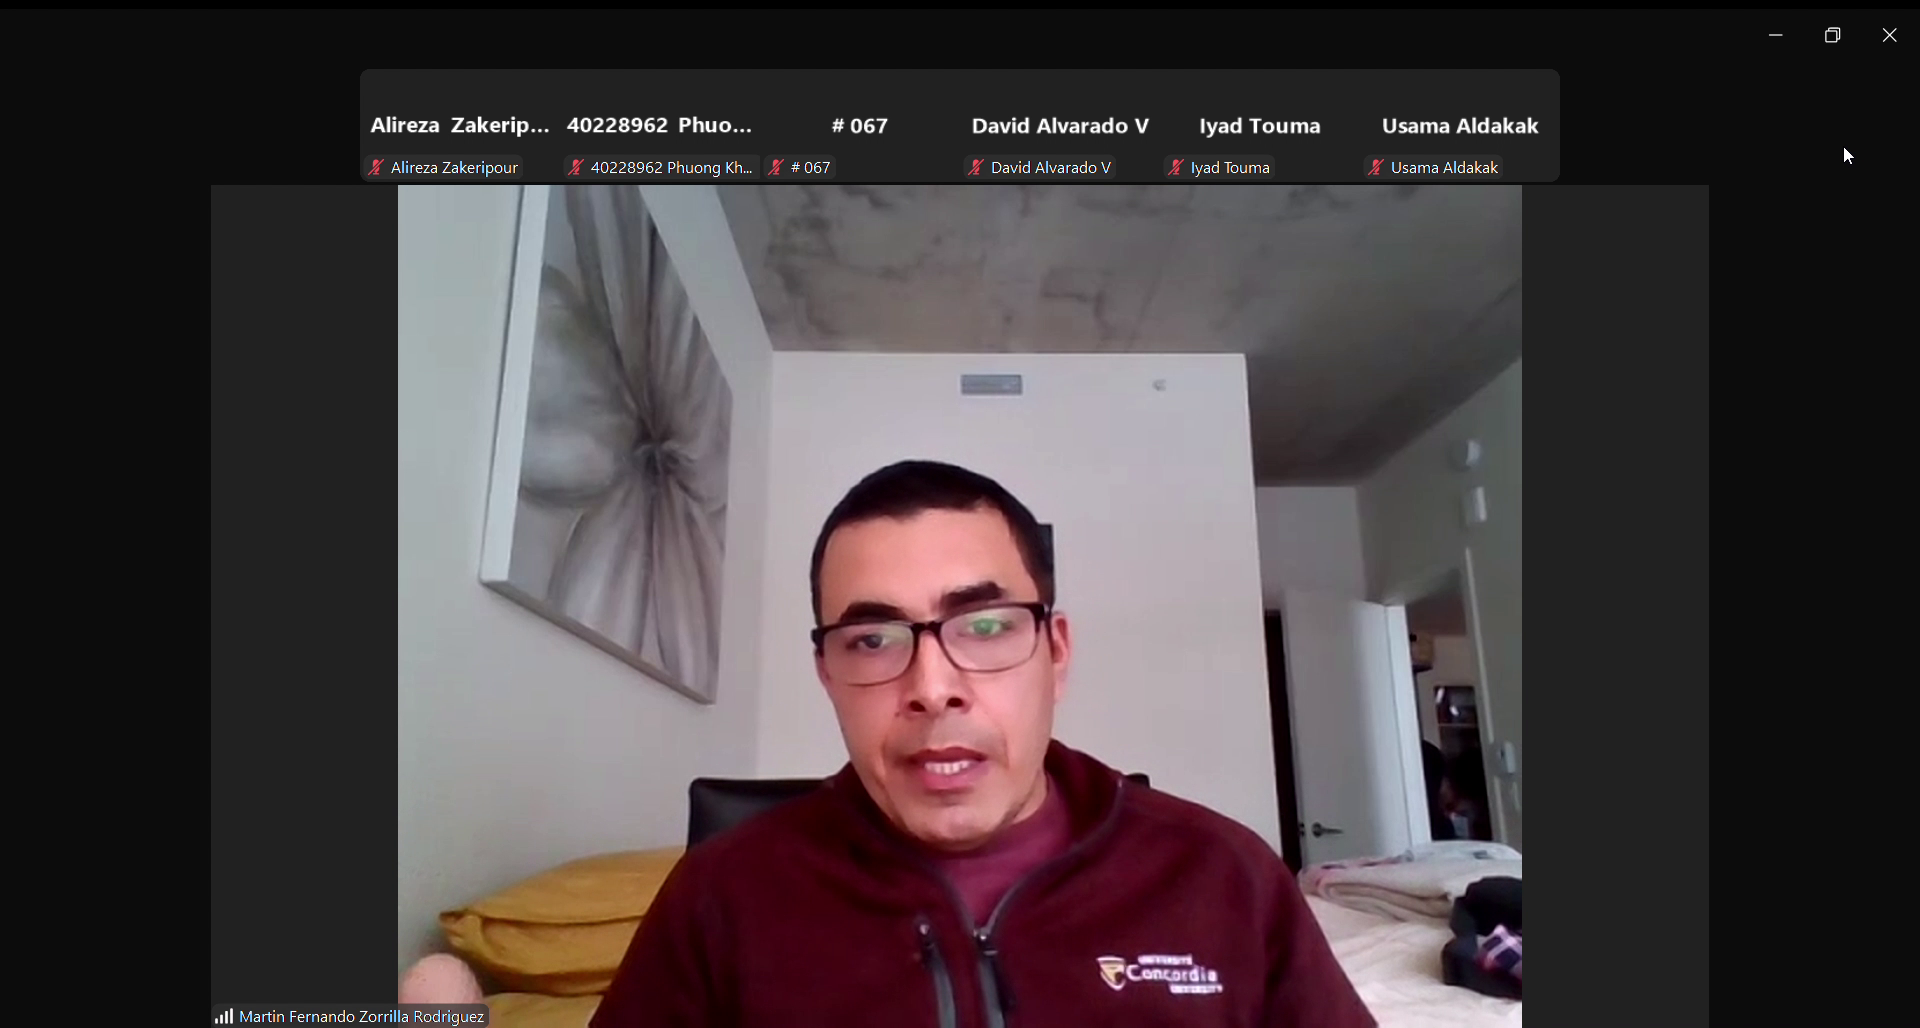 Alireza Zakerip...
40228962 Phuo...
# 067
David Alvarado V
Iyad Touma
Usama Aldakak
Alireza Zakeripour
40228962 Phuong Kh...
# 067
David Alvarado V
Iyad Touma
Usama Aldakak
UNIVERSITÉ
Concordia
Martin Fernando Zorrilla Rodriguez